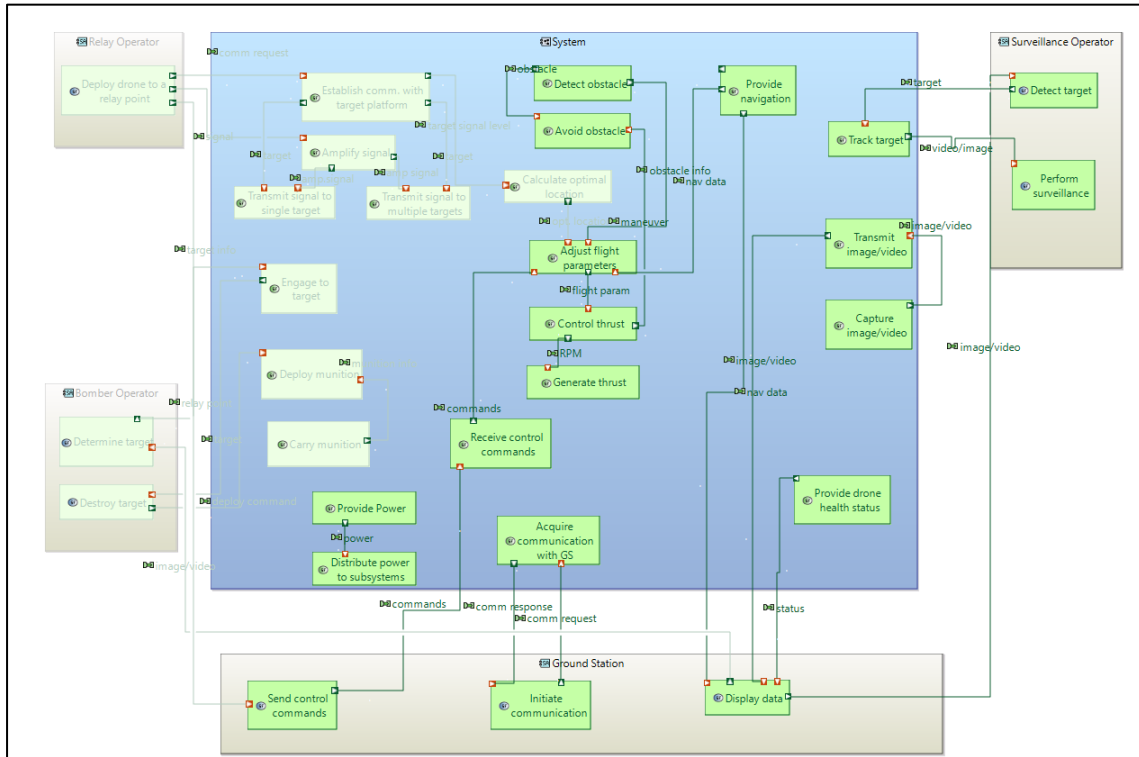 Relay Operator
System
Surveillance Operator
comm request
Deploy drone to a
relay point
Establish comm. with
target platform
obstacle
Detect obstacle
Provide
navigation
target
Detect target
target signal level
signal
Avoid obstacle
Track target
video/image
Amplify signal
target
target
obstacle info
nav data
Perform
surveillance
amp signal
amp signal
Transmit signal to
single target
Transmit signal to
multiple targets
Calculate optimal
location
maneuver
Transmit
image/video
image/video
Adjust flight
parameters
Engage to
target
flight param
Control thrust
Capture
image/video
RPM
image/video
image/video
Deploy munition
Generate thrust
nav data
Bomber Operator
relay point
commands
Determine target
target
Carry munition
Receive control
commands
Destroy target
deploy command
Provide Power
Provide drone
health status
Acquire
communication
with GS
power
image/video
Distribute power
to subsystems
commands
comm response
status
comm request
Ground Station
Send control
commands
Initiate
communication
Display data